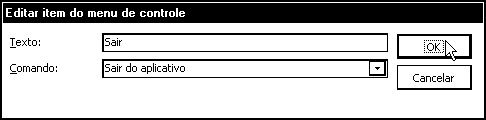 Editar item do menu de controle
Texto: Sair
OK
Comando: Sair do aplicativo
Cancelar